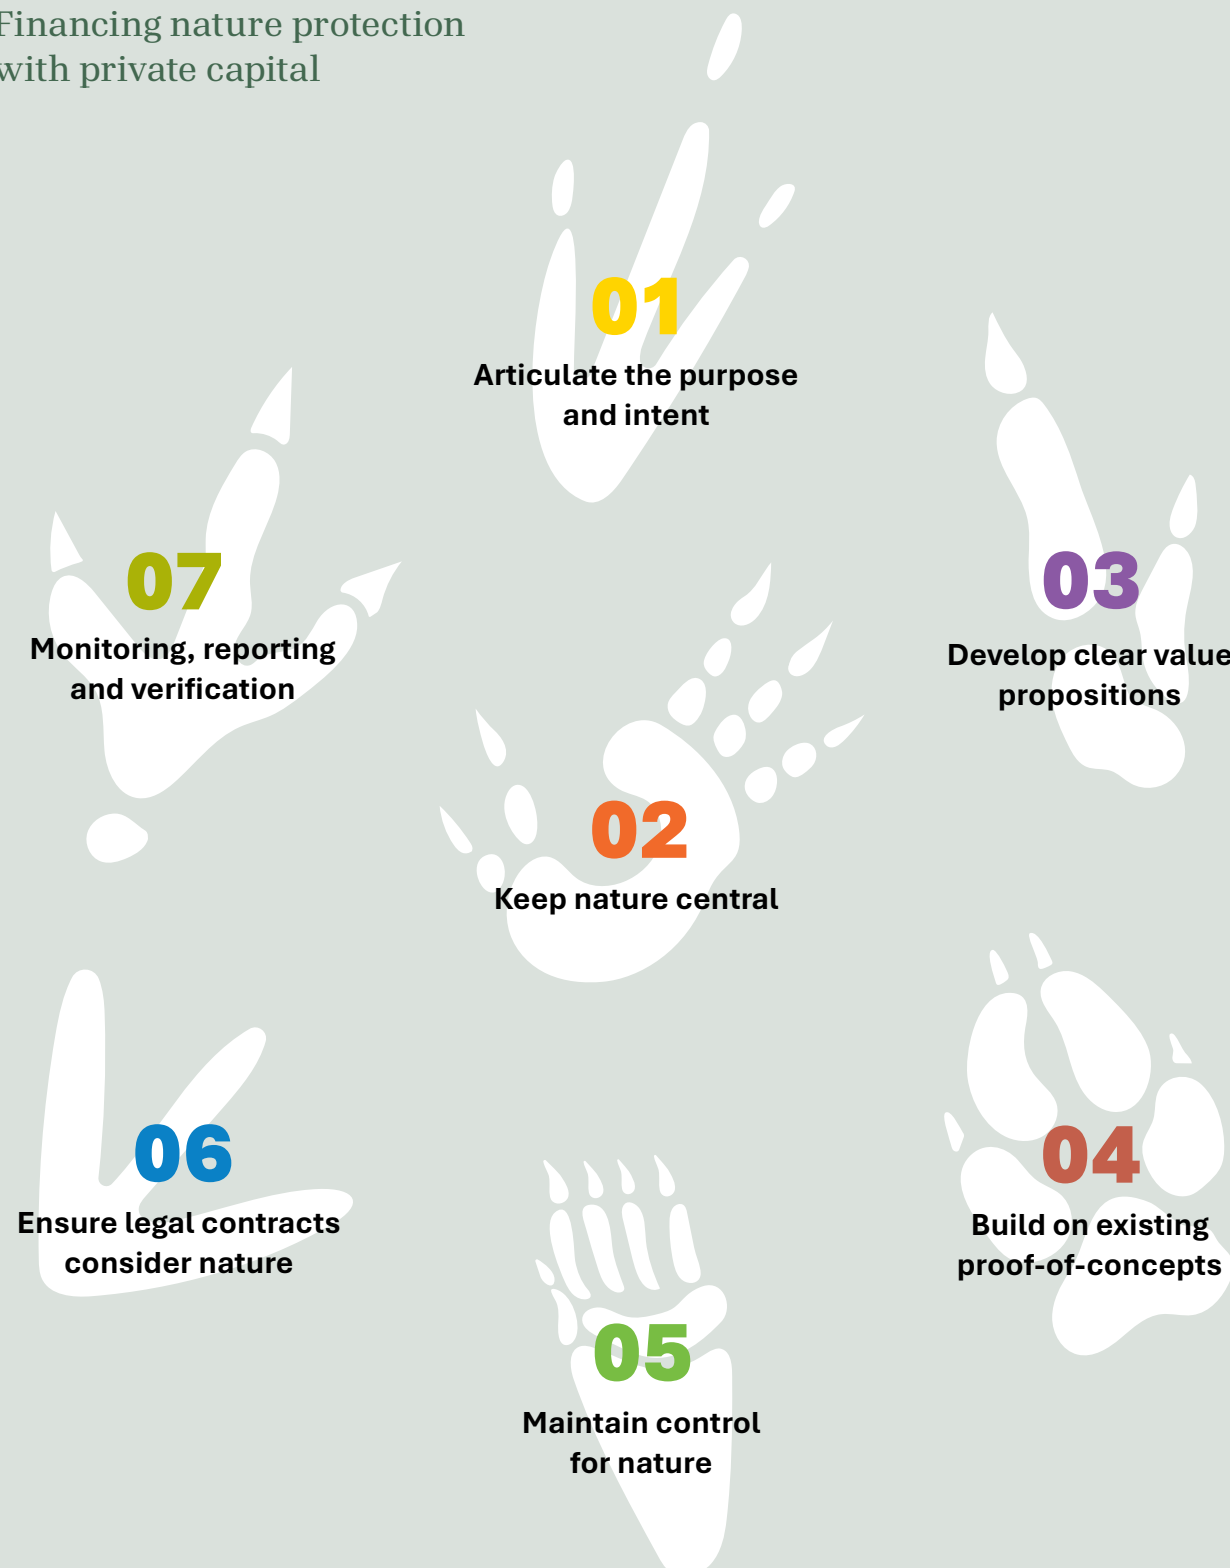 Financing nature protection
with private capital
01
Articulate the purpose
and intent
07
Monitoring, reporting
and verification
03
Develop clear value
propositions
02
Keep nature central
06
Ensure legal contracts
consider nature
04
Build on existing
proof-of-concepts
05
Maintain control
for nature